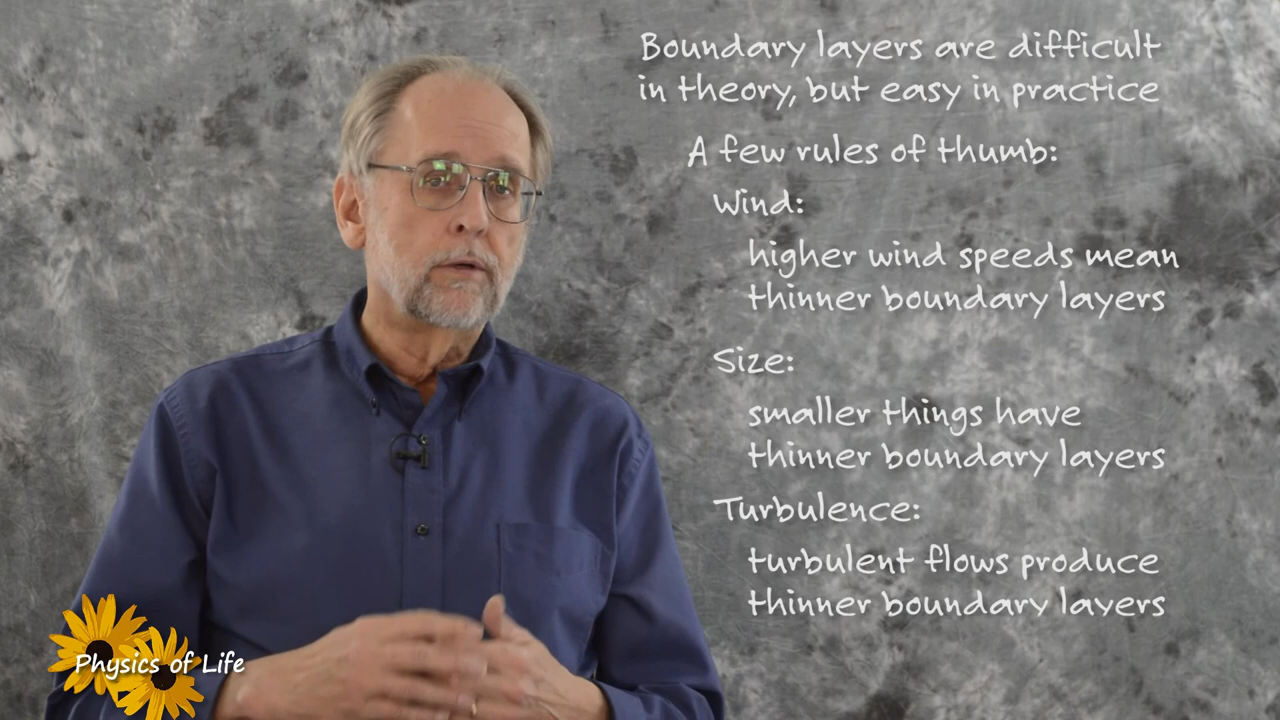 Boundary layers are difficult
in theory, but easy in practice
A few rules of thumb:
Wind:
higher wind speeds mean
thinner boundary layers
Size:
smaller things have
thinner boundary layers
Turbulence:
turbulent flows produce
thinner boundary layers
Physics of Life